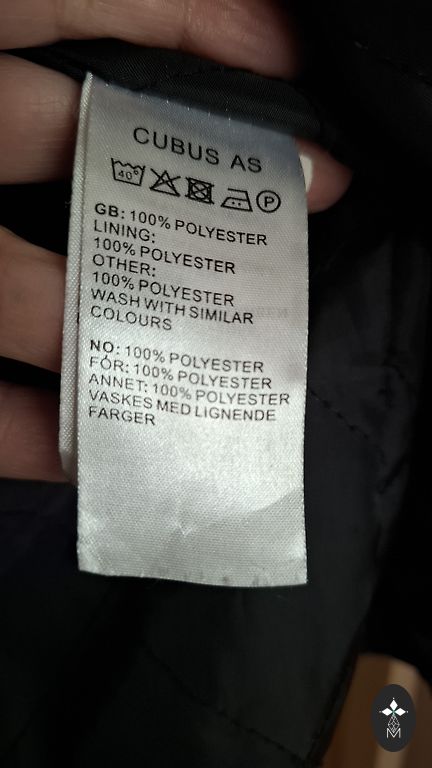 CUBUS AS
40°
P
GB: 100% POLYESTER
LINING:
100% POLYESTER
OTHER:
100% POLYESTER
WASH WITH SIMILAR
COLOURS
NO: 100% POLYESTER
FÓR: 100% POLYESTER
ANNET: 100% POLYESTER
VASKES MED LIGNENDE
FARGER
M